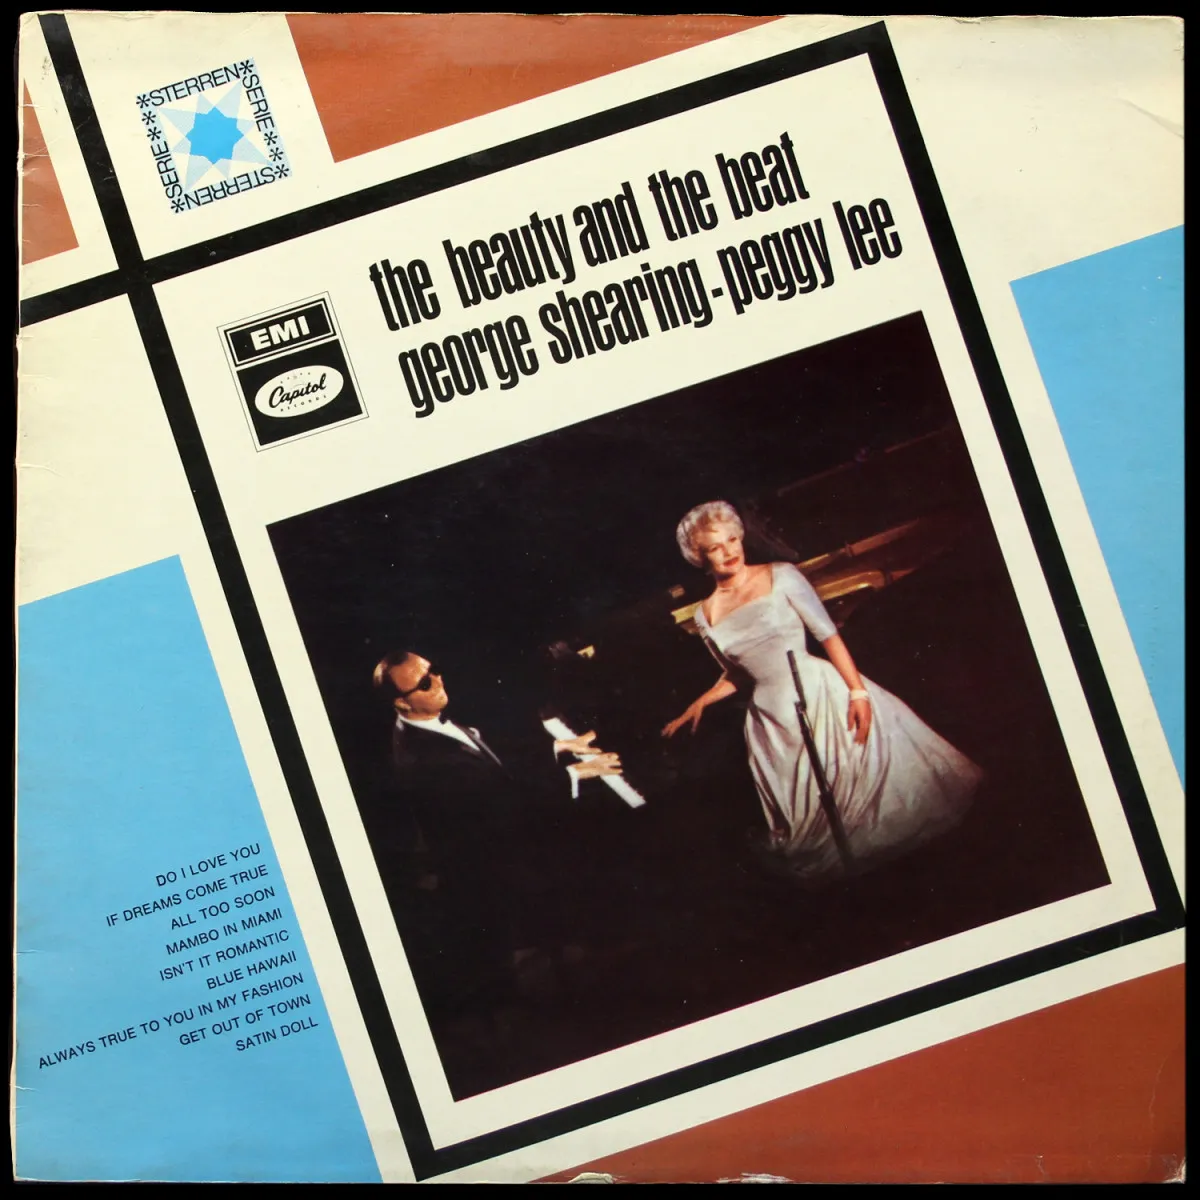 *STERREN*
*SERIE*
*STERREN*
*SERIE*
the beauty and the beat
george shearing-peggy lee
EMI
Capitol
RECORDS
DO I LOVE YOU
IF DREAMS COME TRUE
ALL TOO SOON
MAMBO IN MIAMI
ISN'T IT ROMANTIC
BLUE HAWAII
ALWAYS TRUE TO YOU IN MY FASHION
GET OUT OF TOWN
SATIN DOLL